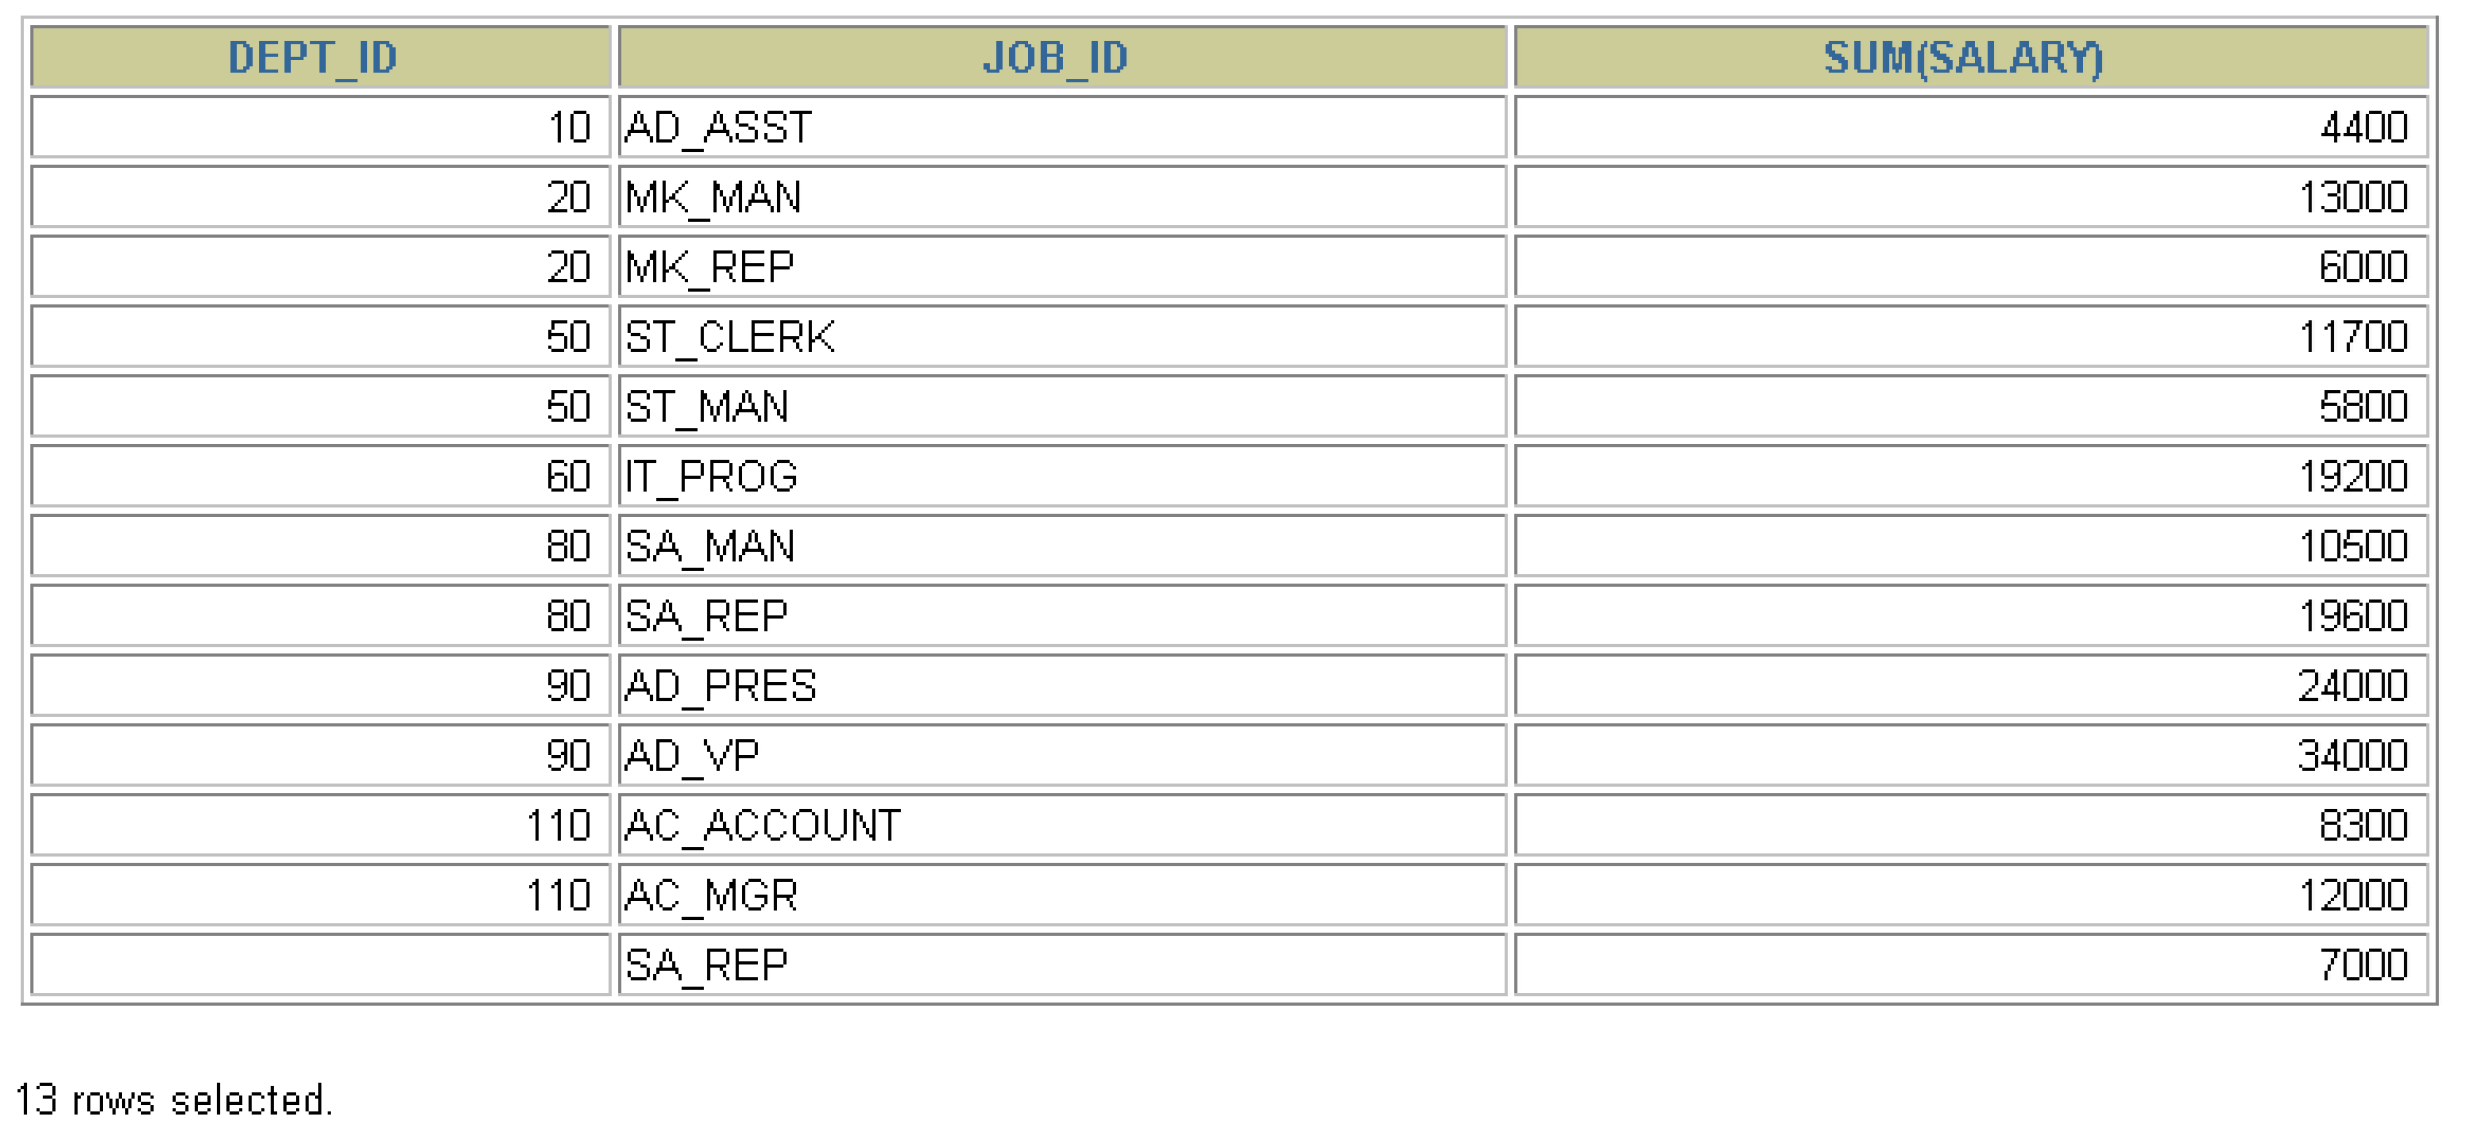 DEPT_ID JOB_ID SUM(SALARY)
10 AD_ASST 4400
20 MK_MAN 13000
20 MK_REP 6000
50 ST_CLERK 11700
50 ST_MAN 5800
60 IT_PROG 19200
80 SA_MAN 10500
80 SA_REP 19600
90 AD_PRES 24000
90 AD_VP 34000
110 AC_ACCOUNT 8300
110 AC_MGR 12000
SA_REP 7000
13 rows selected.